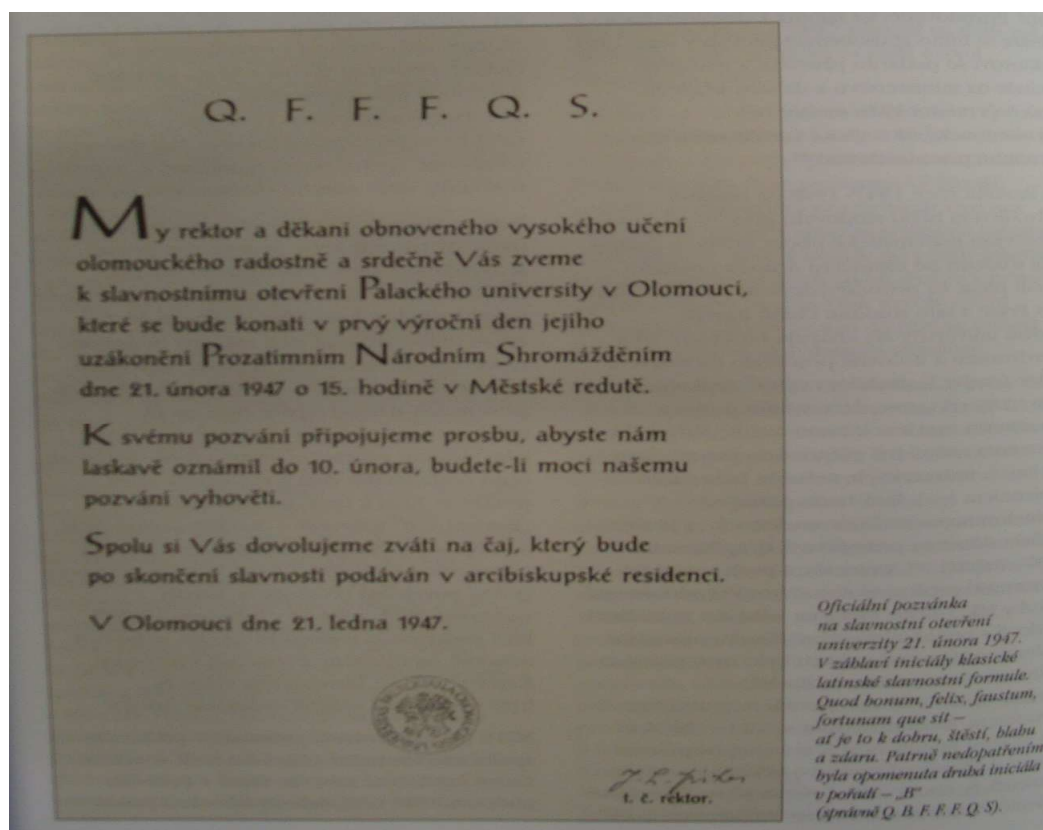 Q. F. F. F. Q. S.
My rektor a děkani obnoveného vysokého učení
olomouckého radostně a srdečně Vás zveme
k slavnostnímu otevření Palackého university v Olomouci,
které se bude konati v prvý výroční den jejího
uzákonění Prozatimním Národním Shromážděním
dne 21. února 1947 o 15. hodině v Městské redutě.
K svému pozvání připojujeme prosbu, abyste nám
laskavě oznámil do 10. února, budete-li moci našemu
pozvání vyhověti.
Spolu si Vás dovolujeme zváti na čaj, který bude
po skončení slavnosti podáván v arcibiskupské residenci.
V Olomouci dne 21. ledna 1947.
t. č. rektor.
Oficiální pozvánka
na slavnostní otevření
univerzity 21. února 1947.
V záhlaví iniciály klasické
latinské slavnostní formule.
Quod bonum, felix, faustum,
fortunam que sit –
ať je to k dobru, štěstí, blahu
a zdaru. Patrně nedopatřením
byla opomenuta druhá iniciála
v pořadí – „B"
(správně Q. B. F. F. F. Q. S).